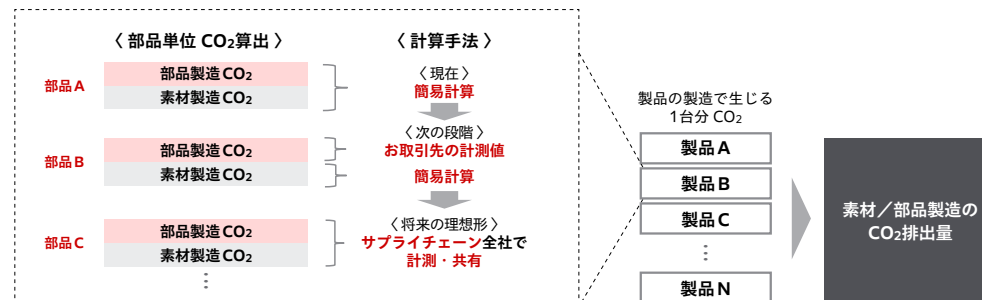 〈 部品単位 CO₂算出 〉
〈 計算手法 〉
部品A
部品製造CO₂
素材製造CO₂
〈 現在 〉
簡易計算
部品B
部品製造CO₂
素材製造CO₂
〈 次の段階 〉
お取引先の計測値
簡易計算
部品C
部品製造CO₂
素材製造CO₂
〈 将来の理想形 〉
サプライチェーン全社で
計測・共有
⋮
製品の製造で生じる
1台分 CO₂
製品A
製品B
製品C
⋮
製品N
素材／部品製造の
CO₂排出量